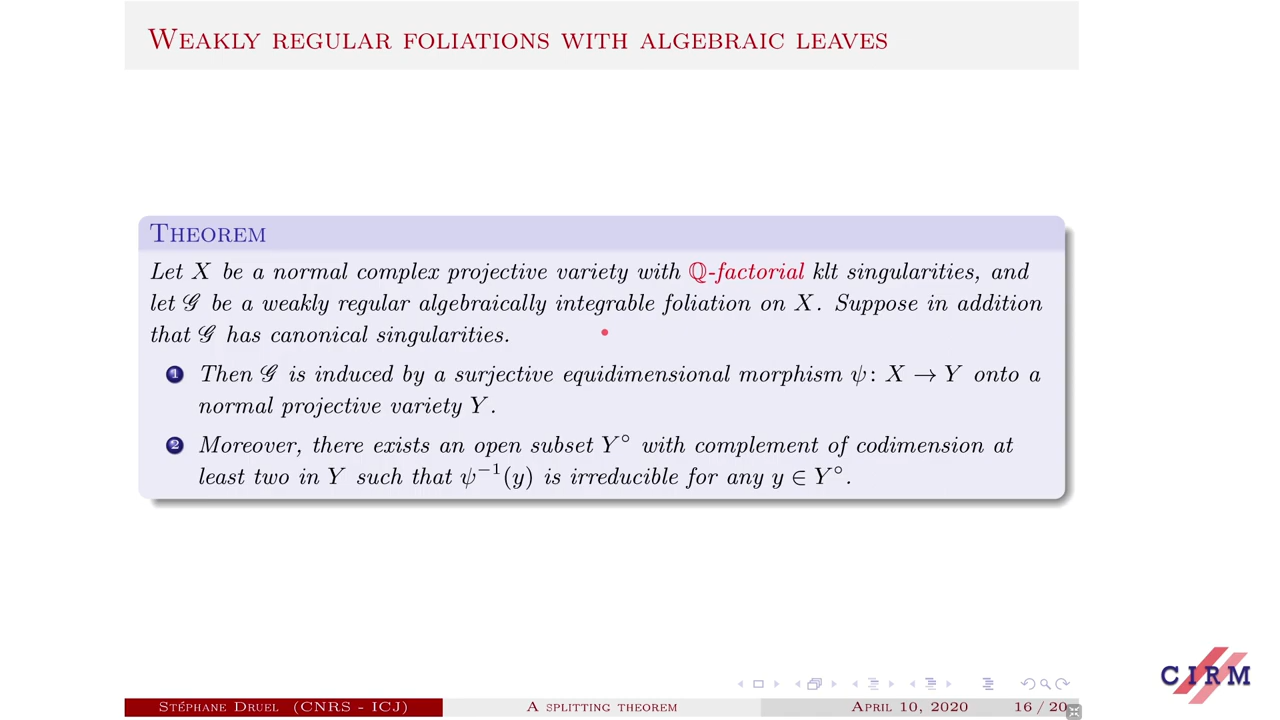 WEAKLY REGULAR FOLIATIONS WITH ALGEBRAIC LEAVES
THEOREM
Let X be a normal complex projective variety with ℚ-factorial klt singularities, and
let 𝒢 be a weakly regular algebraically integrable foliation on X. Suppose in addition
that 𝒢 has canonical singularities.
1 Then 𝒢 is induced by a surjective equidimensional morphism ψ: X → Y onto a
normal projective variety Y.
2 Moreover, there exists an open subset Y° with complement of codimension at
least two in Y such that ψ⁻¹(y) is irreducible for any y ∈ Y°.
CIRM
STÉPHANE DRUEL (CNRS - ICJ) A SPLITTING THEOREM APRIL 10, 2020 16 / 20